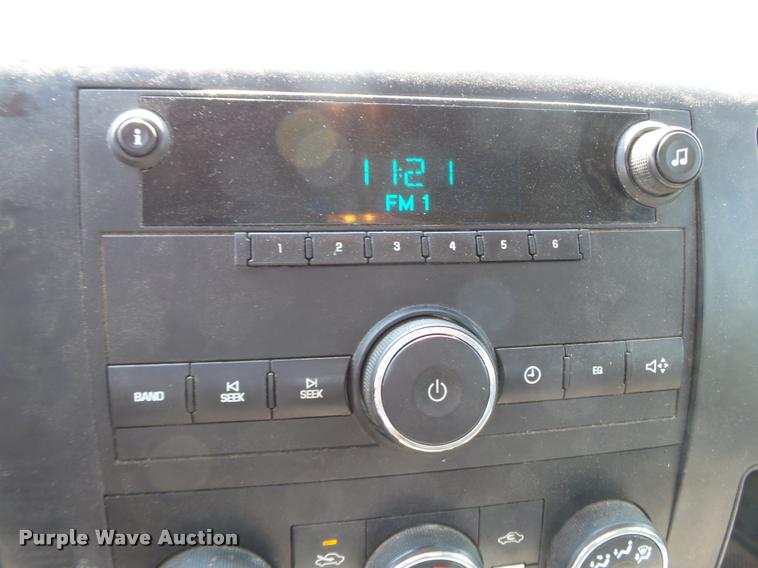 i
11:21
FM 1
1 2 3 4 5 6
BAND SEEK SEEK EQ
Purple Wave Auction